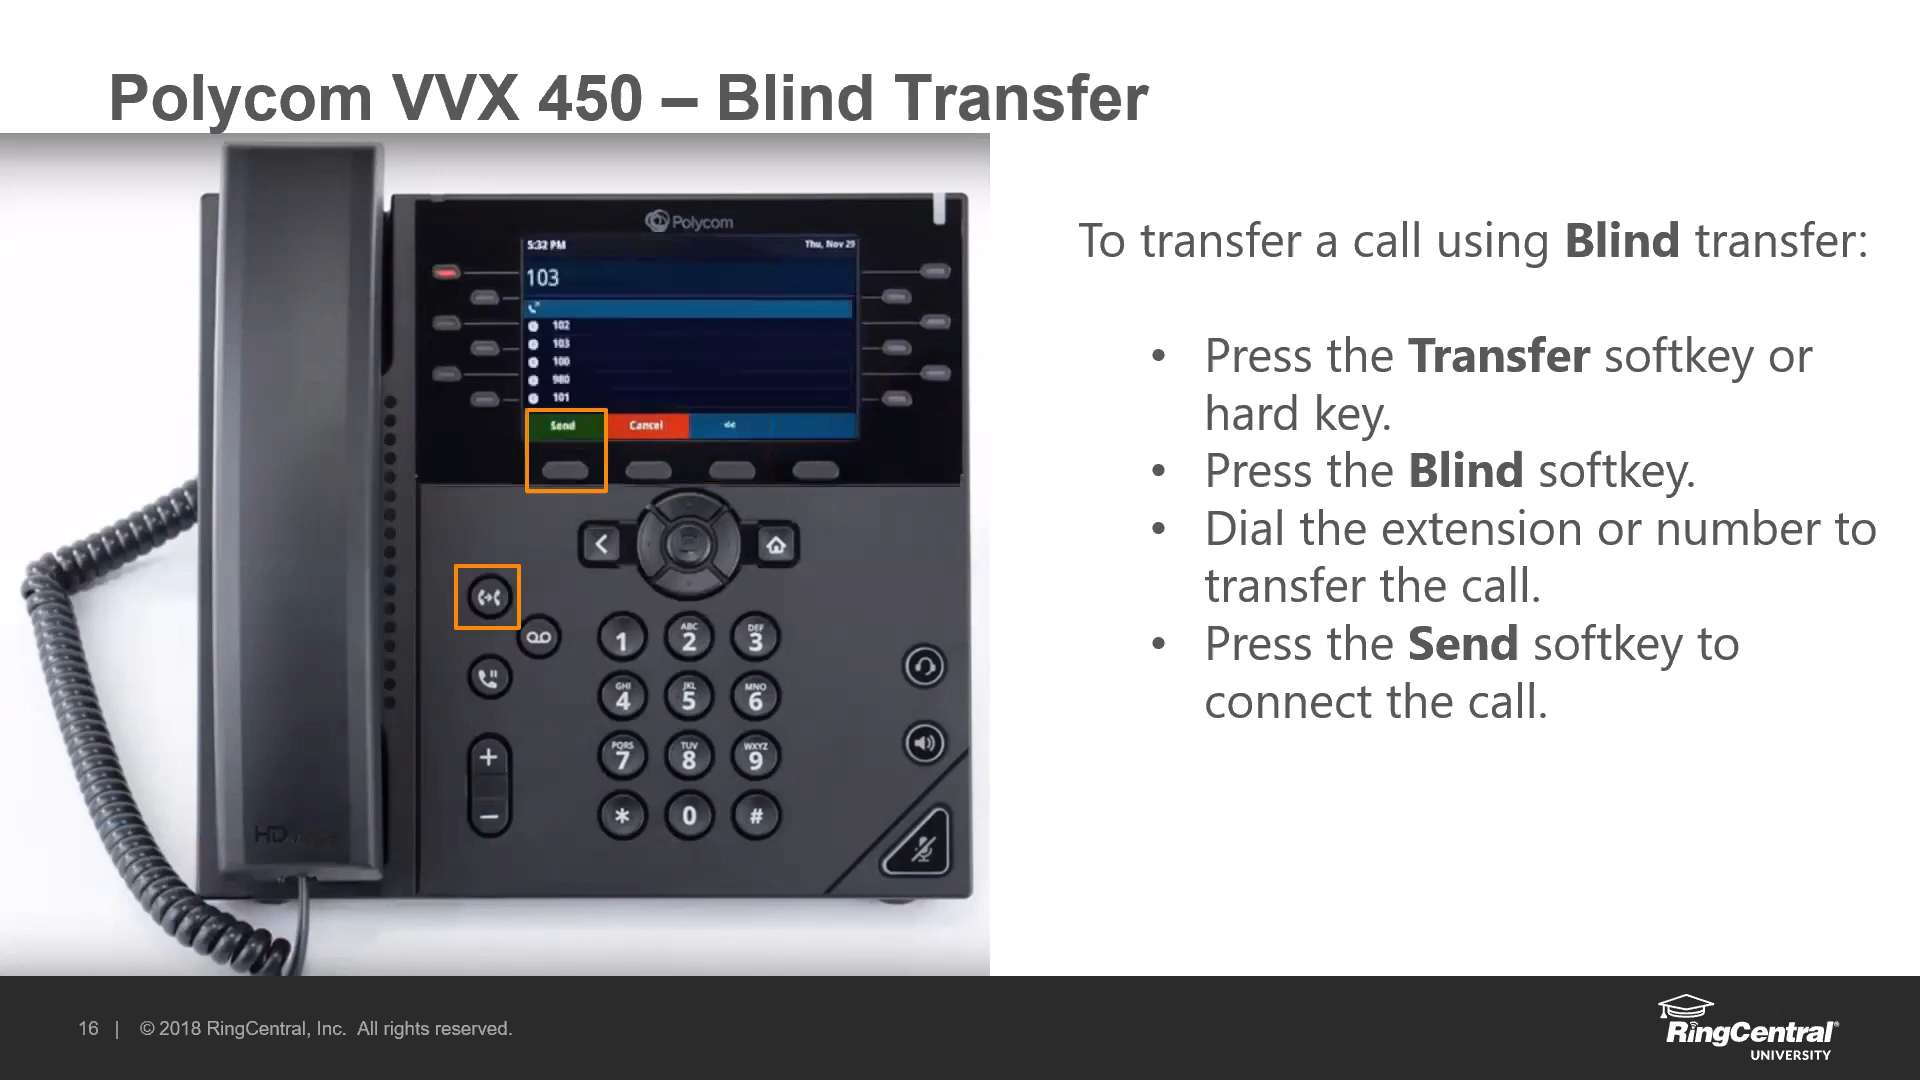 Polycom VVX 450 – Blind Transfer
Polycom
5:32 PM
Thu, Nov 29
103
102
103
100
980
101
Send
Cancel
<<
To transfer a call using Blind transfer:
• Press the Transfer softkey or
hard key.
• Press the Blind softkey.
• Dial the extension or number to
transfer the call.
• Press the Send softkey to
connect the call.
1
ABC
2
DEF
3
GHI
4
JKL
5
MNO
6
PQRS
7
TUV
8
WXYZ
9
*
0
#
+
−
HD
16 | © 2018 RingCentral, Inc. All rights reserved.
RingCentral®
UNIVERSITY